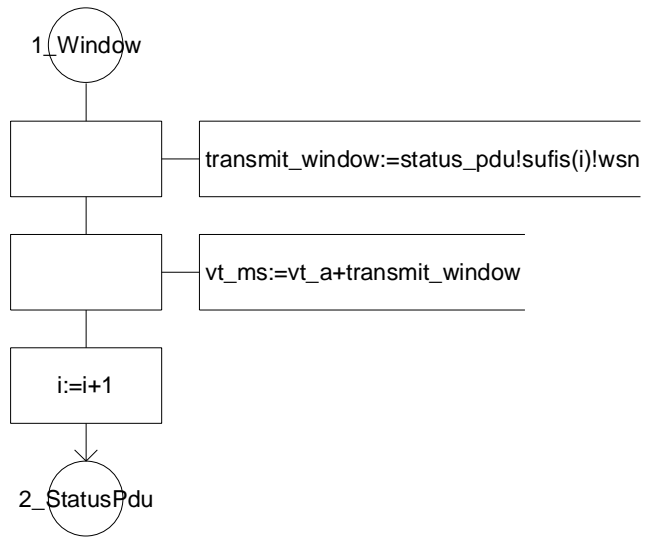 1_Window
transmit_window:=status_pdu!sufis(i)!wsn
vt_ms:=vt_a+transmit_window
i:=i+1
2_StatusPdu